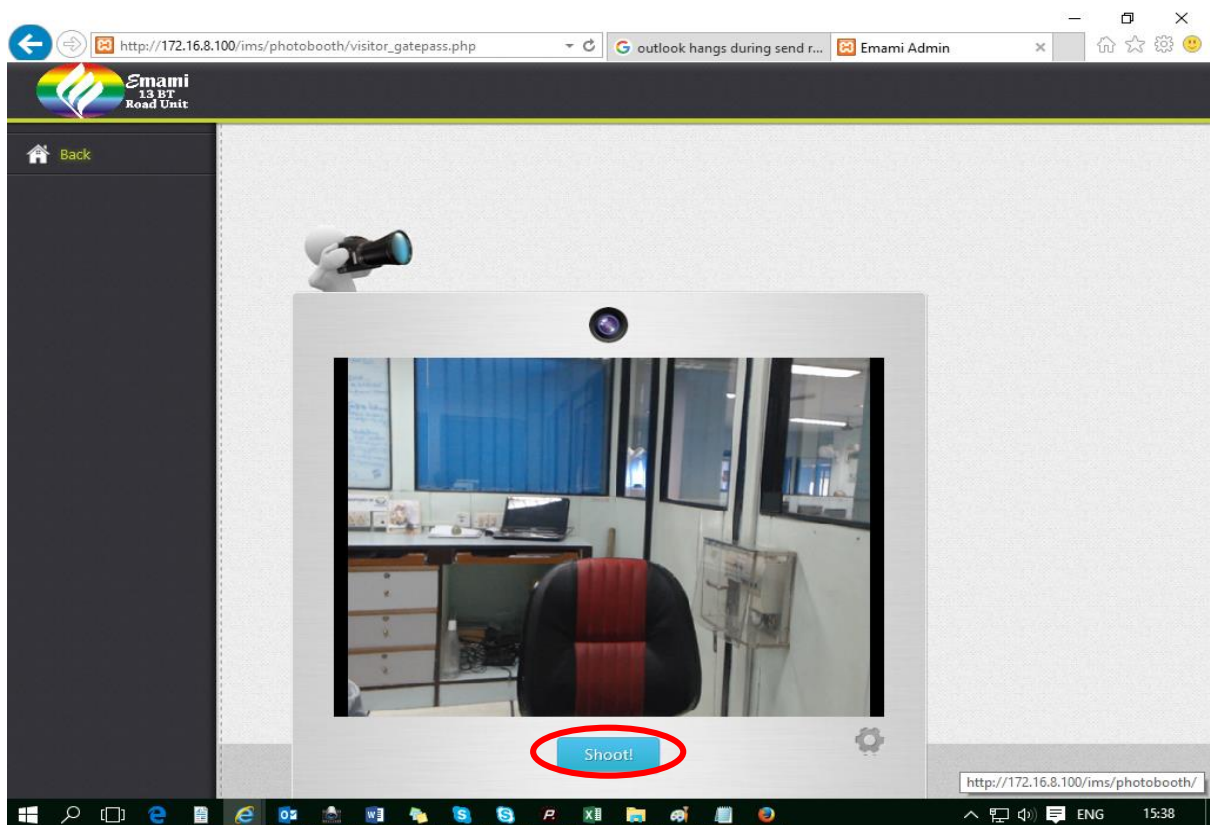 http://172.16.8.100/ims/photobooth/visitor_gatepass.php
outlook hangs during send r...
Emami Admin
Emami
13 BT
Road Unit
Back
Shoot!
http://172.16.8.100/ims/photobooth/
ENG
15:38